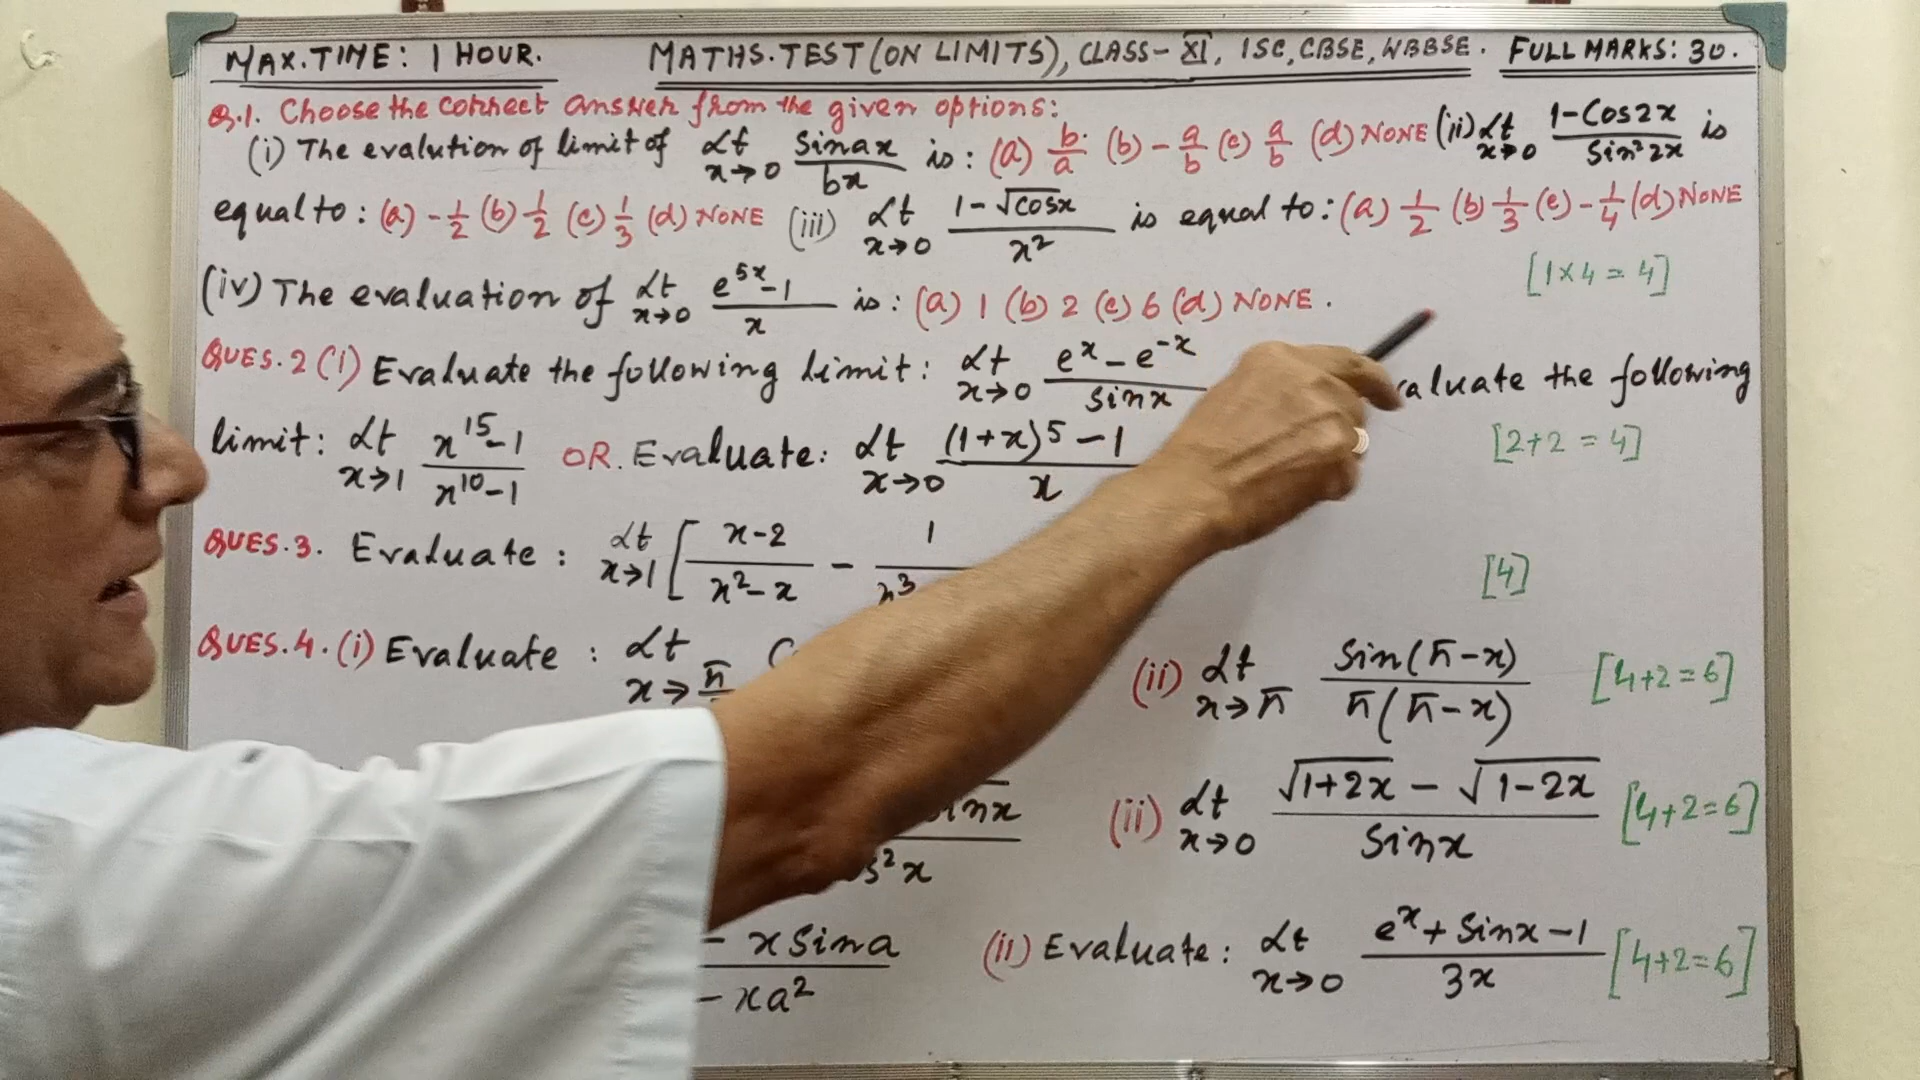 MAX. TIME: 1 HOUR. MATHS. TEST (ON LIMITS), CLASS-XI, ISC, CBSE, WBBSE. FULL MARKS: 30.
Q.1. Choose the correct answer from the given options:
(i) The evalution of limit of Lt x→0 sinax/bx is: (a) b/a (b) -a/b (c) a/b (d) NONE (ii) Lt x→0 (1-Cos2x)/(Sin²2x) is
equal to: (a) -1/2 (b) 1/2 (c) 1/3 (d) NONE (iii) Lt x→0 (1-√cosx)/x² is equal to: (a) 1/2 (b) 1/3 (c) -1/4 (d) NONE
[1×4=4]
(iv) The evaluation of Lt x→0 (e^5x-1)/x is: (a) 1 (b) 2 (c) 6 (d) NONE.
QUES.2 (i) Evaluate the following limit: Lt x→0 (e^x-e^-x)/sinx aluate the following
limit: Lt x→1 (x^15-1)/(x^10-1) OR. Evaluate: Lt x→0 ((1+x)^5-1)/x [2+2=4]
QUES.3. Evaluate: Lt x→1 [(x-2)/(x²-x) - 1/x³ [4]
QUES.4.(i) Evaluate: Lt x→π (ii) Lt x→π Sin(π-x)/π(π-x) [4+2=6]
inx/s²x (ii) Lt x→0 (√1+2x - √1-2x)/Sinx [4+2=6]
- x Sin a/- xa² (ii) Evaluate: Lt x→0 (e^x+Sinx-1)/3x [4+2=6]